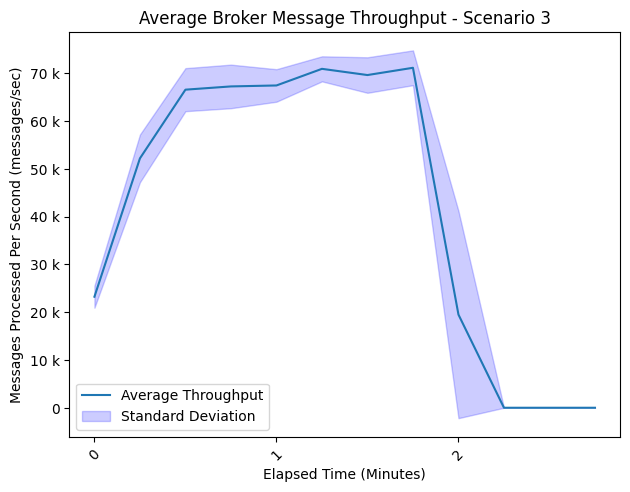 Average Broker Message Throughput - Scenario 3
Messages Processed Per Second (messages/sec)
70 k
60 k
50 k
40 k
30 k
20 k
10 k
0
Average Throughput
Standard Deviation
0
1
2
Elapsed Time (Minutes)